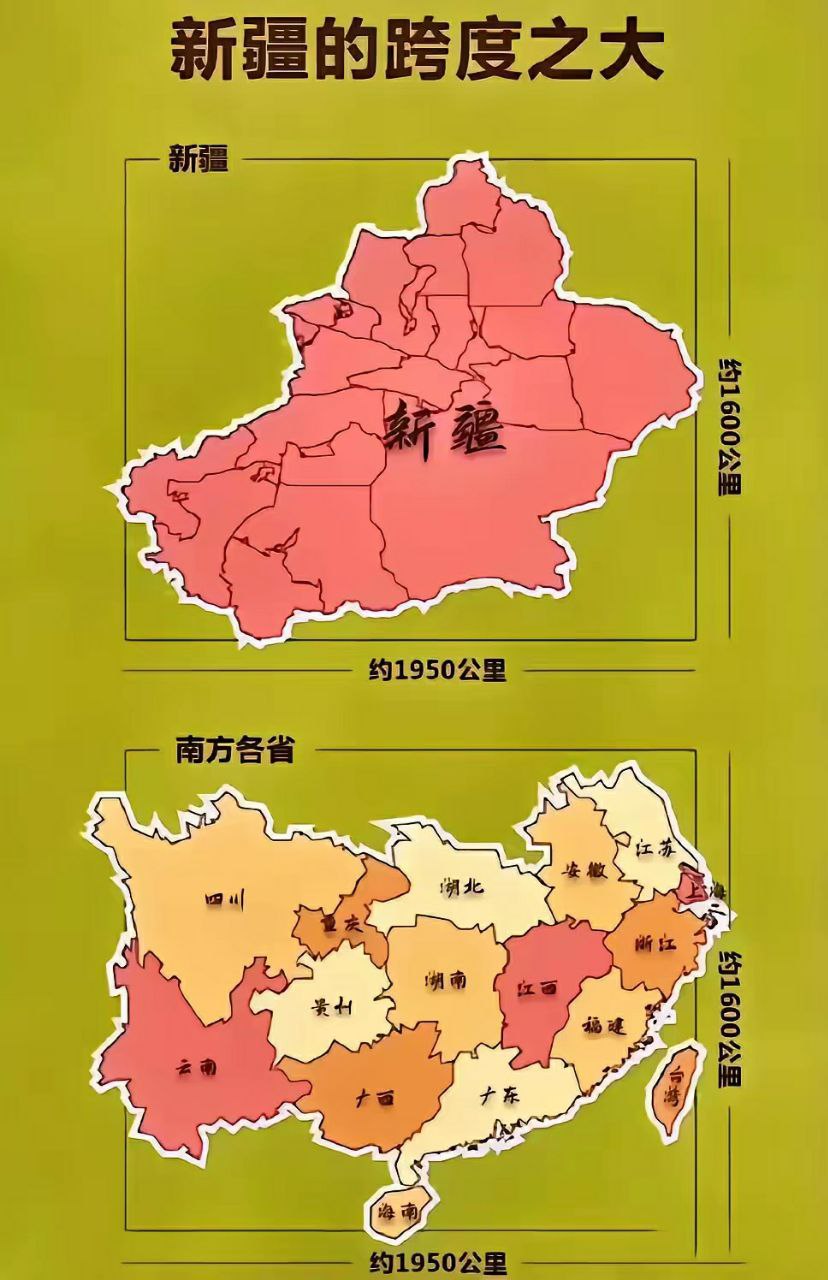 新疆的跨度之大
新疆
新疆
约1600公里
约1950公里
南方各省
江苏
安徽
湖北
上海
四川
重庆
浙江
湖南
江西
贵州
福建
约1600公里
云南
台湾
广西
广东
海南
约1950公里